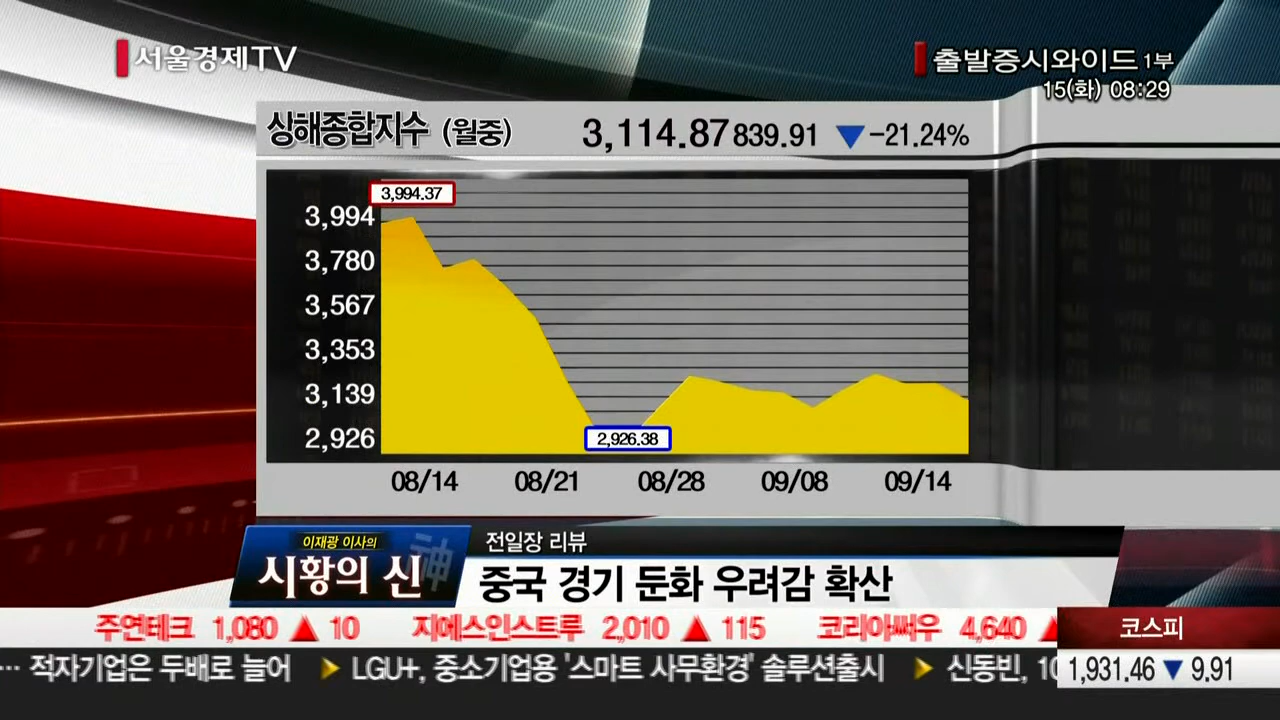 서울경제TV
출발증시와이드 1부
15(화) 08:29
상해종합지수 (월중) 3,114.87 839.91 ▼ -21.24%
3,994.37
3,994
3,780
3,567
3,353
3,139
2,926
2,926.38
08/14 08/21 08/28 09/08 09/14
이재광 이사의
시황의 신
神
전일장 리뷰
중국 경기 둔화 우려감 확산
주연테크 1,080 ▲ 10 지에스인스트루 2,010 ▲ 115 코리아써우 4,640 ▲
코스피
… 적자기업은 두배로 늘어 ▶ LGU+, 중소기업용 '스마트 사무환경' 솔루션출시 ▶ 신동빈, 10
1,931.46 ▼ 9.91